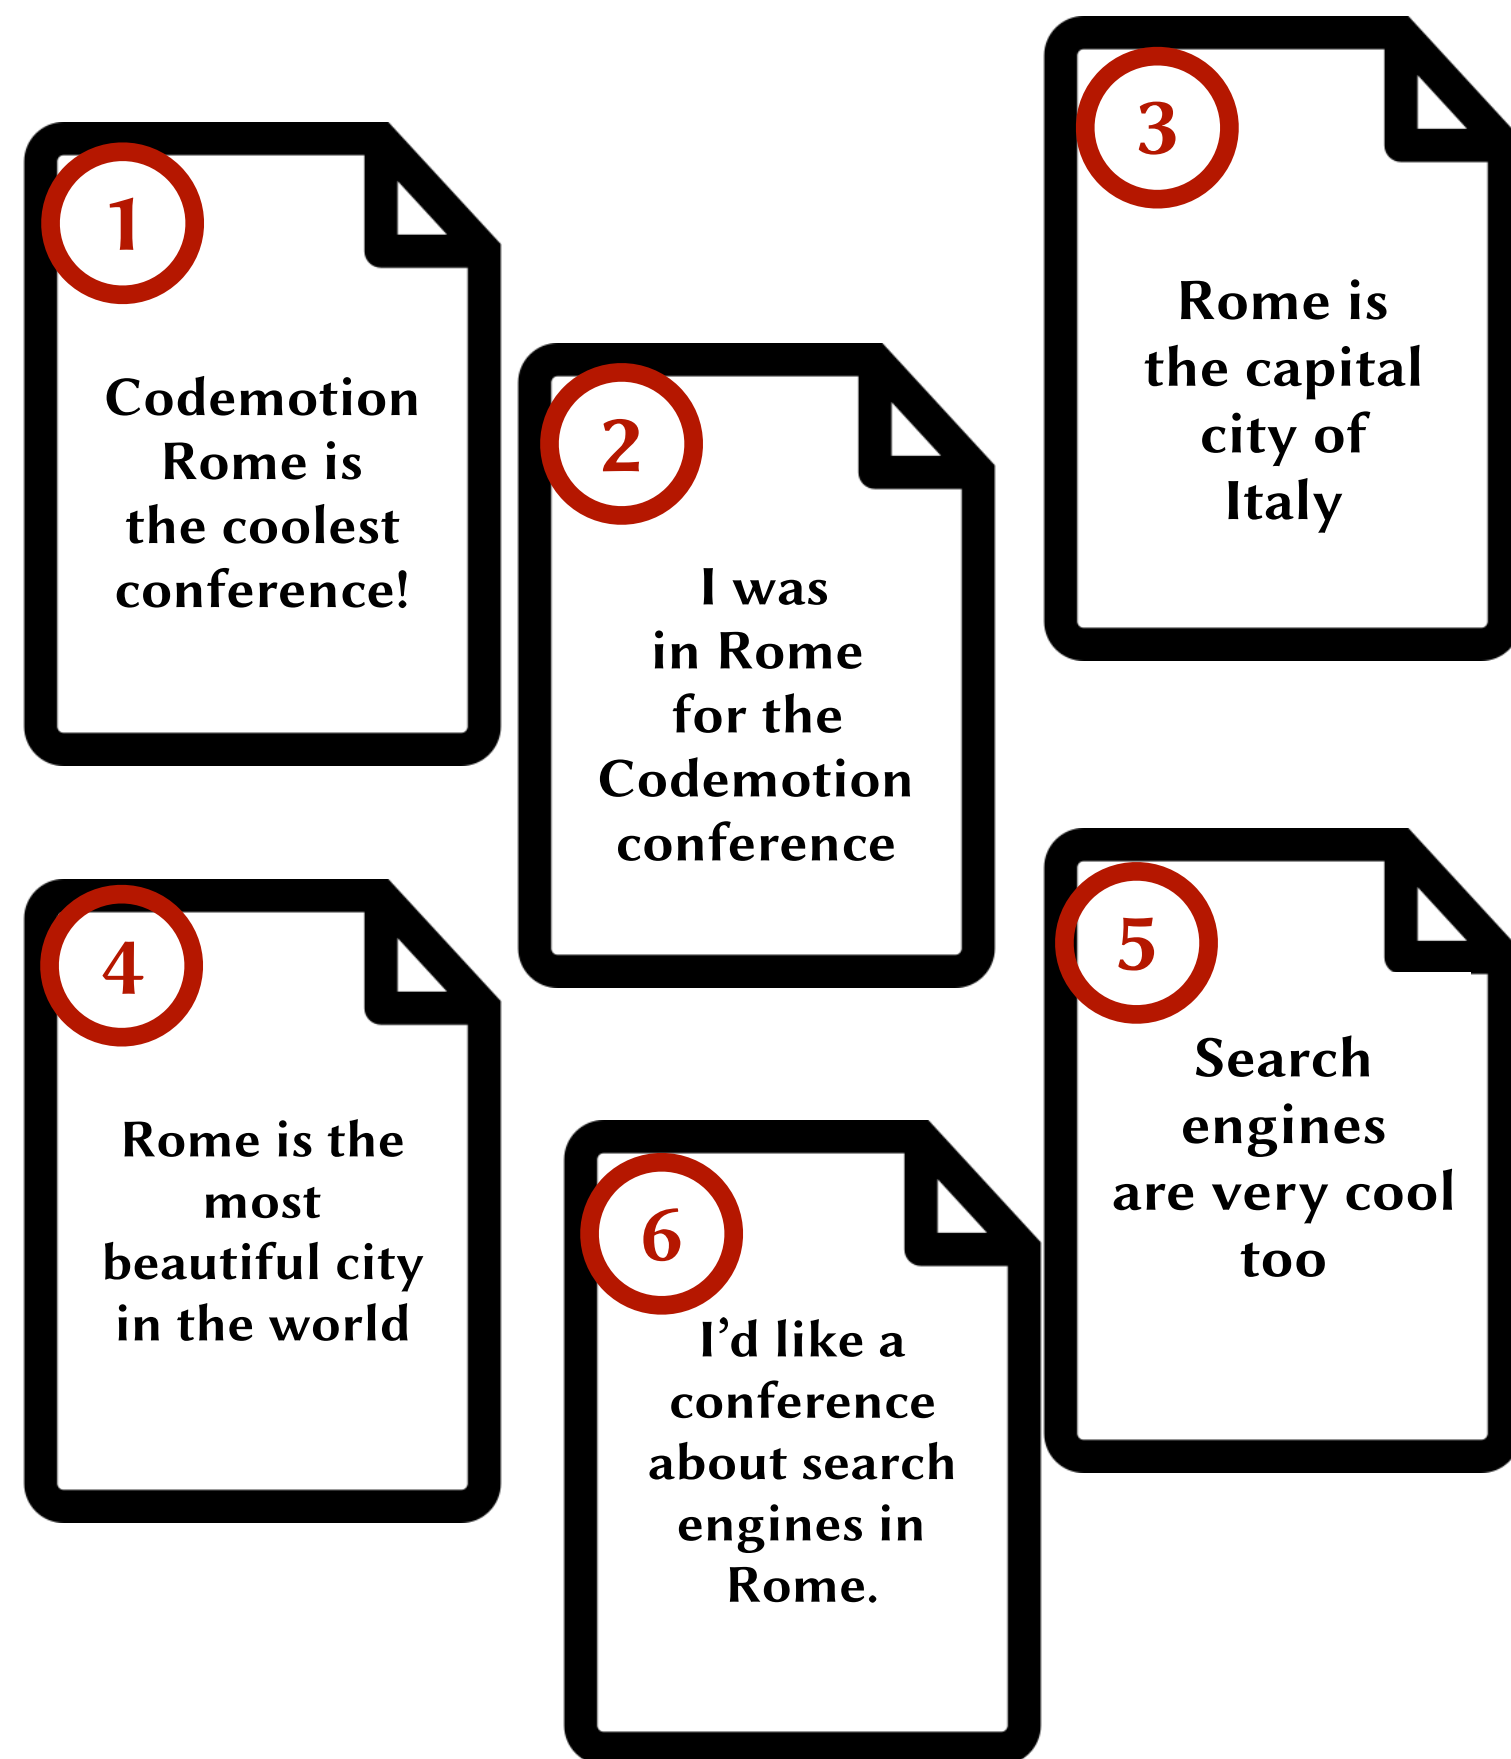 1
Codemotion
Rome is
the coolest
conference!
2
I was
in Rome
for the
Codemotion
conference
3
Rome is
the capital
city of
Italy
4
Rome is the
most
beautiful city
in the world
5
Search
engines
are very cool
too
6
I’d like a
conference
about search
engines in
Rome.